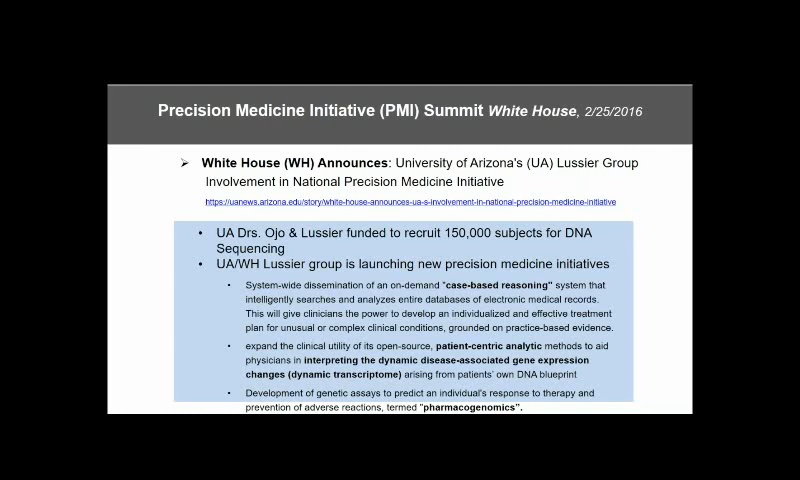 Precision Medicine Initiative (PMI) Summit White House, 2/25/2016
➢ White House (WH) Announces: University of Arizona's (UA) Lussier Group
Involvement in National Precision Medicine Initiative
https://uanews.arizona.edu/story/white-house-announces-ua-s-involvement-in-national-precision-medicine-initiative
• UA Drs. Ojo & Lussier funded to recruit 150,000 subjects for DNA
Sequencing
• UA/WH Lussier group is launching new precision medicine initiatives
• System-wide dissemination of an on-demand "case-based reasoning" system that
intelligently searches and analyzes entire databases of electronic medical records.
This will give clinicians the power to develop an individualized and effective treatment
plan for unusual or complex clinical conditions, grounded on practice-based evidence.
• expand the clinical utility of its open-source, patient-centric analytic methods to aid
physicians in interpreting the dynamic disease-associated gene expression
changes (dynamic transcriptome) arising from patients' own DNA blueprint
• Development of genetic assays to predict an individual's response to therapy and
prevention of adverse reactions, termed "pharmacogenomics".